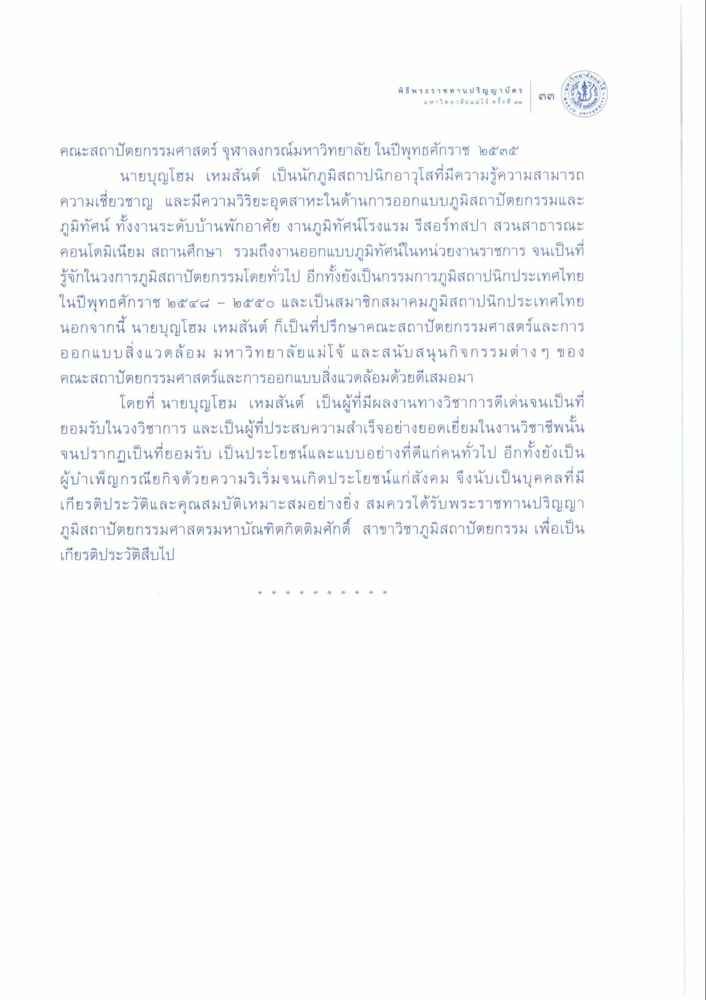 พิธีพระราชทานปริญญาบัตร
มหาวิทยาลัยแม่โจ้ ครั้งที่ ๓๑
๓๓
มหาวิทยาลัยแม่โจ้
แม่โจ้ ๒๔๗๗
MAEJO UNIVERSITY
คณะสถาปัตยกรรมศาสตร์ จุฬาลงกรณ์มหาวิทยาลัย ในปีพุทธศักราช ๒๕๓๕
นายบุญโฮม เหมสันต์ เป็นนักภูมิสถาปนิกอาวุโสที่มีความรู้ความสามารถ
ความเชี่ยวชาญ และมีความวิริยะอุตสาหะในด้านการออกแบบภูมิสถาปัตยกรรมและ
ภูมิทัศน์ ทั้งงานระดับบ้านพักอาศัย งานภูมิทัศน์โรงแรม รีสอร์ทสปา สวนสาธารณะ
คอนโดมิเนียม สถานศึกษา รวมถึงงานออกแบบภูมิทัศน์ในหน่วยงานราชการ จนเป็นที่
รู้จักในวงการภูมิสถาปัตยกรรมโดยทั่วไป อีกทั้งยังเป็นกรรมการภูมิสถาปนิกประเทศไทย
ในปีพุทธศักราช ๒๕๔๘ – ๒๕๕๐ และเป็นสมาชิกสมาคมภูมิสถาปนิกประเทศไทย
นอกจากนี้ นายบุญโฮม เหมสันต์ ก็เป็นที่ปรึกษาคณะสถาปัตยกรรมศาสตร์และการ
ออกแบบสิ่งแวดล้อม มหาวิทยาลัยแม่โจ้ และสนับสนุนกิจกรรมต่างๆ ของ
คณะสถาปัตยกรรมศาสตร์และการออกแบบสิ่งแวดล้อมด้วยดีเสมอมา
โดยที่ นายบุญโฮม เหมสันต์ เป็นผู้ที่มีผลงานทางวิชาการดีเด่นจนเป็นที่
ยอมรับในวงวิชาการ และเป็นผู้ที่ประสบความสำเร็จอย่างยอดเยี่ยมในงานวิชาชีพนั้น
จนปรากฏเป็นที่ยอมรับ เป็นประโยชน์และแบบอย่างที่ดีแก่คนทั่วไป อีกทั้งยังเป็น
ผู้บำเพ็ญกรณียกิจด้วยความริเริ่มจนเกิดประโยชน์แก่สังคม จึงนับเป็นบุคคลที่มี
เกียรติประวัติและคุณสมบัติเหมาะสมอย่างยิ่ง สมควรได้รับพระราชทานปริญญา
ภูมิสถาปัตยกรรมศาสตรมหาบัณฑิตกิตติมศักดิ์ สาขาวิชาภูมิสถาปัตยกรรม เพื่อเป็น
เกียรติประวัติสืบไป
* * * * * * * * * *